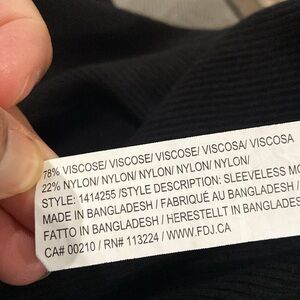 78% VISCOSE/ VISCOSE/ VISCOSE/ VISCOSA/ VISCOSA
22% NYLON/ NYLON/ NYLON/ NYLON/ NYLON/
STYLE: 1414255 /STYLE DESCRIPTION: SLEEVELESS
MADE IN BANGLADESH / FABRIQUÉ AU BANGLADESH /
FATTO IN BANGLADESH / HERESTELLT IN
CA# 00210 / RN# 113224 / WWW.FDJ.CA